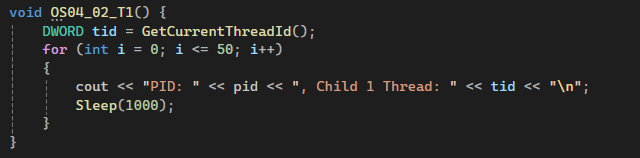 void OS04_02_T1() {
    DWORD tid = GetCurrentThreadId();
    for (int i = 0; i <= 50; i++)
    {
        cout << "PID: " << pid << ", Child 1 Thread: " << tid << "\n";
        Sleep(1000);
    }
}